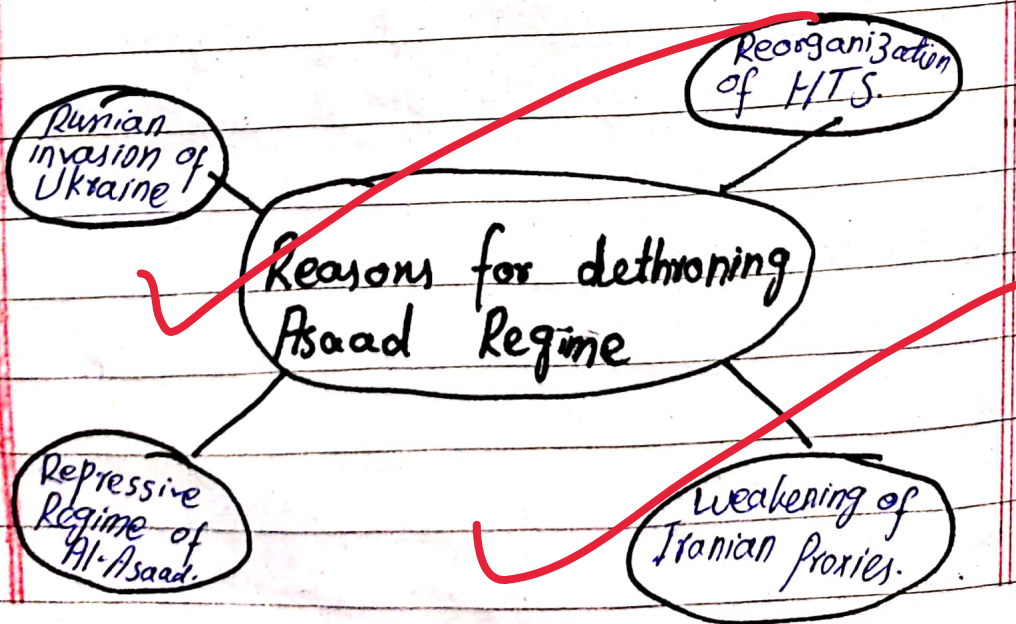 Reorganization
of HTS.
Russian
invasion of
Ukraine
Reasons for dethroning
Asaad Regime
Repressive
Regime of
Al-Asaad.
Weakening of
Iranian Proxies.